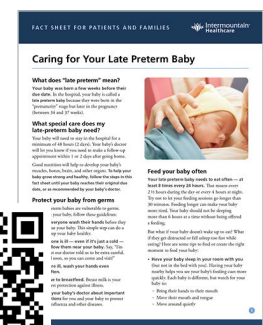 FACT SHEET FOR PATIENTS AND FAMILIES
Intermountain
Healthcare
Caring for Your Late Preterm Baby
What does "late preterm" mean?
Your baby was born a few weeks before their
due date. In the hospital, your baby is called a
late preterm baby because they were born in the
"prematurity" stage but later in the pregnancy
(between 34 and 37 weeks).
What special care does my
late-preterm baby need?
Your baby will need to stay in the hospital for a
minimum of 48 hours (2 days). Your baby's doctor
will let you know if you need to make a follow-up
appointment within 1 or 2 days after going home.
Good nutrition will help to develop your baby's
muscles, bones, brain, and other organs. To help your
baby grow strong and healthy, follow the steps in this
fact sheet until your baby reaches their original due
date, or as recommended by your baby's doctor.
Protect your baby from germs
preterm babies are vulnerable to germs.
your baby, follow these guidelines:
everyone wash their hands before they
your baby. This simple step can do a
up your baby healthy.
one is ill — even if it's just a cold —
them near your baby. Say, "The
our doctor told us to be extra careful.
soon, so you can come and visit!"
ill, wash your hands even
to breastfeed. Breast milk is your
protection against illness.
your baby's doctor about important
for you and your baby to prevent
influenza and other diseases.
Feed your baby often
Your late preterm baby needs to eat often — at
least 8 times every 24 hours. That means every
2½ hours during the day or every 4 hours at night.
Try not to let your feeding sessions go longer than
30 minutes. Feeding longer can make your baby
more tired. Your baby should not be sleeping
more than 4 hours at a time without being offered
a feeding.
But what if your baby doesn't wake up to eat? What
if they get distracted or fall asleep too fast while
eating? Here are some tips to find or create the right
moment to feed your baby:
• Have your baby sleep in your room with you
(but not in the bed with you). Having your baby
nearby helps you see your baby's feeding cues more
quickly. Each baby is different, but watch for your
baby to:
– Bring their hands to their mouth
– Move their mouth and tongue
– Move around quietly